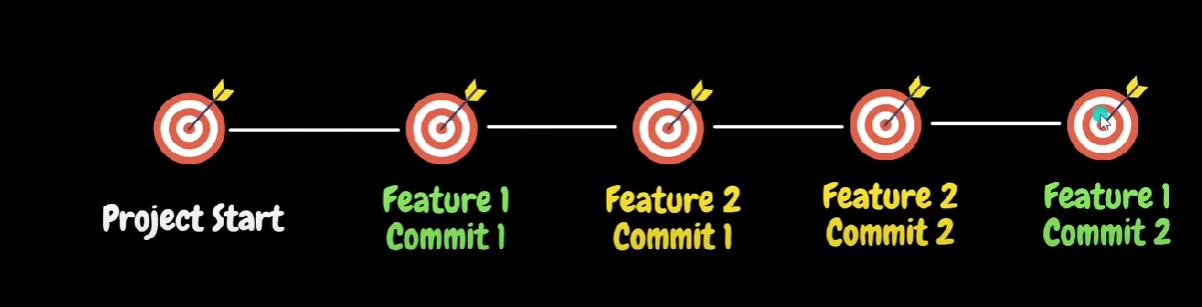 Project Start
Feature 1
Commit 1
Feature 2
Commit 1
Feature 2
Commit 2
Feature 1
Commit 2